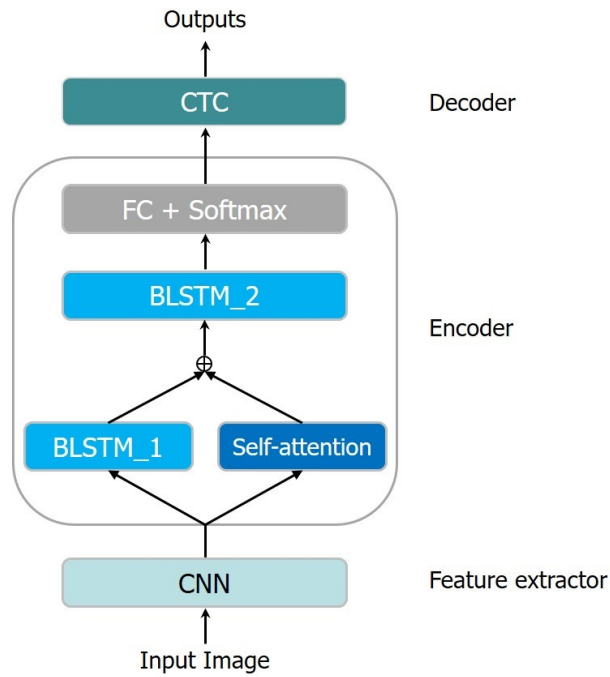 Outputs
CTC
Decoder
FC + Softmax
BLSTM_2
Encoder
BLSTM_1
Self-attention
CNN
Feature extractor
Input Image